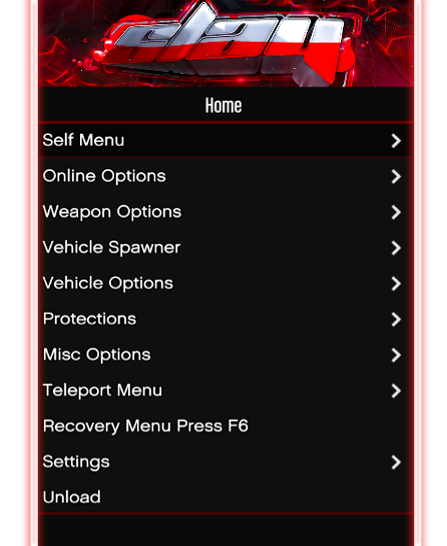 Home
Self Menu
Online Options
Weapon Options
Vehicle Spawner
Vehicle Options
Protections
Misc Options
Teleport Menu
Recovery Menu Press F6
Settings
Unload